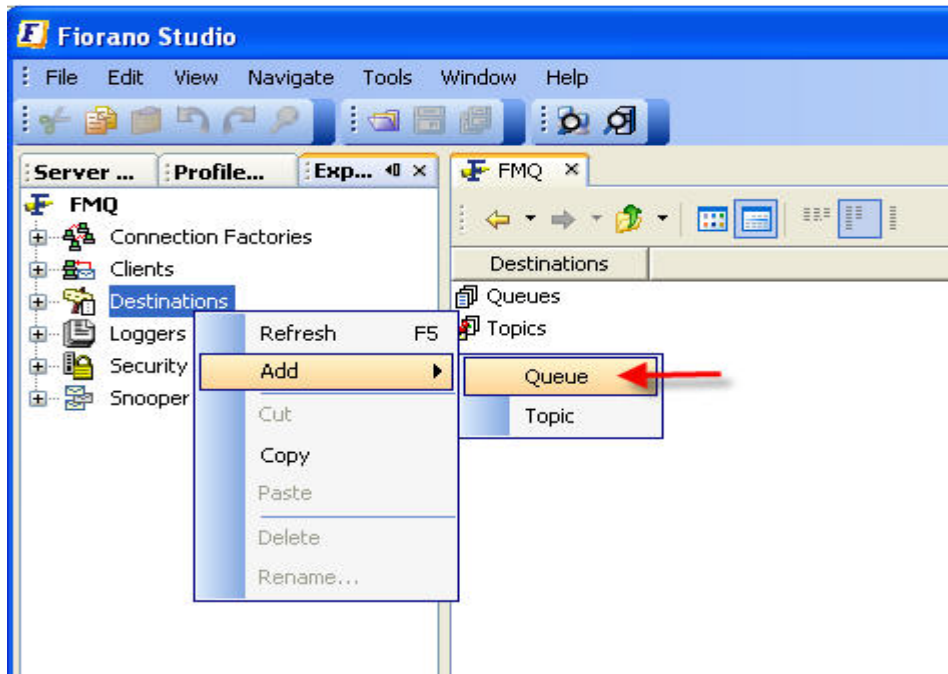 Fiorano Studio
File Edit View Navigate Tools Window Help
Server ... Profile... Exp...
FMQ
FMQ
Connection Factories
Clients
Destinations
Loggers
Security
Snooper
Destinations
Queues
Topics
Refresh F5
Add
Cut
Copy
Paste
Delete
Rename...
Queue
Topic